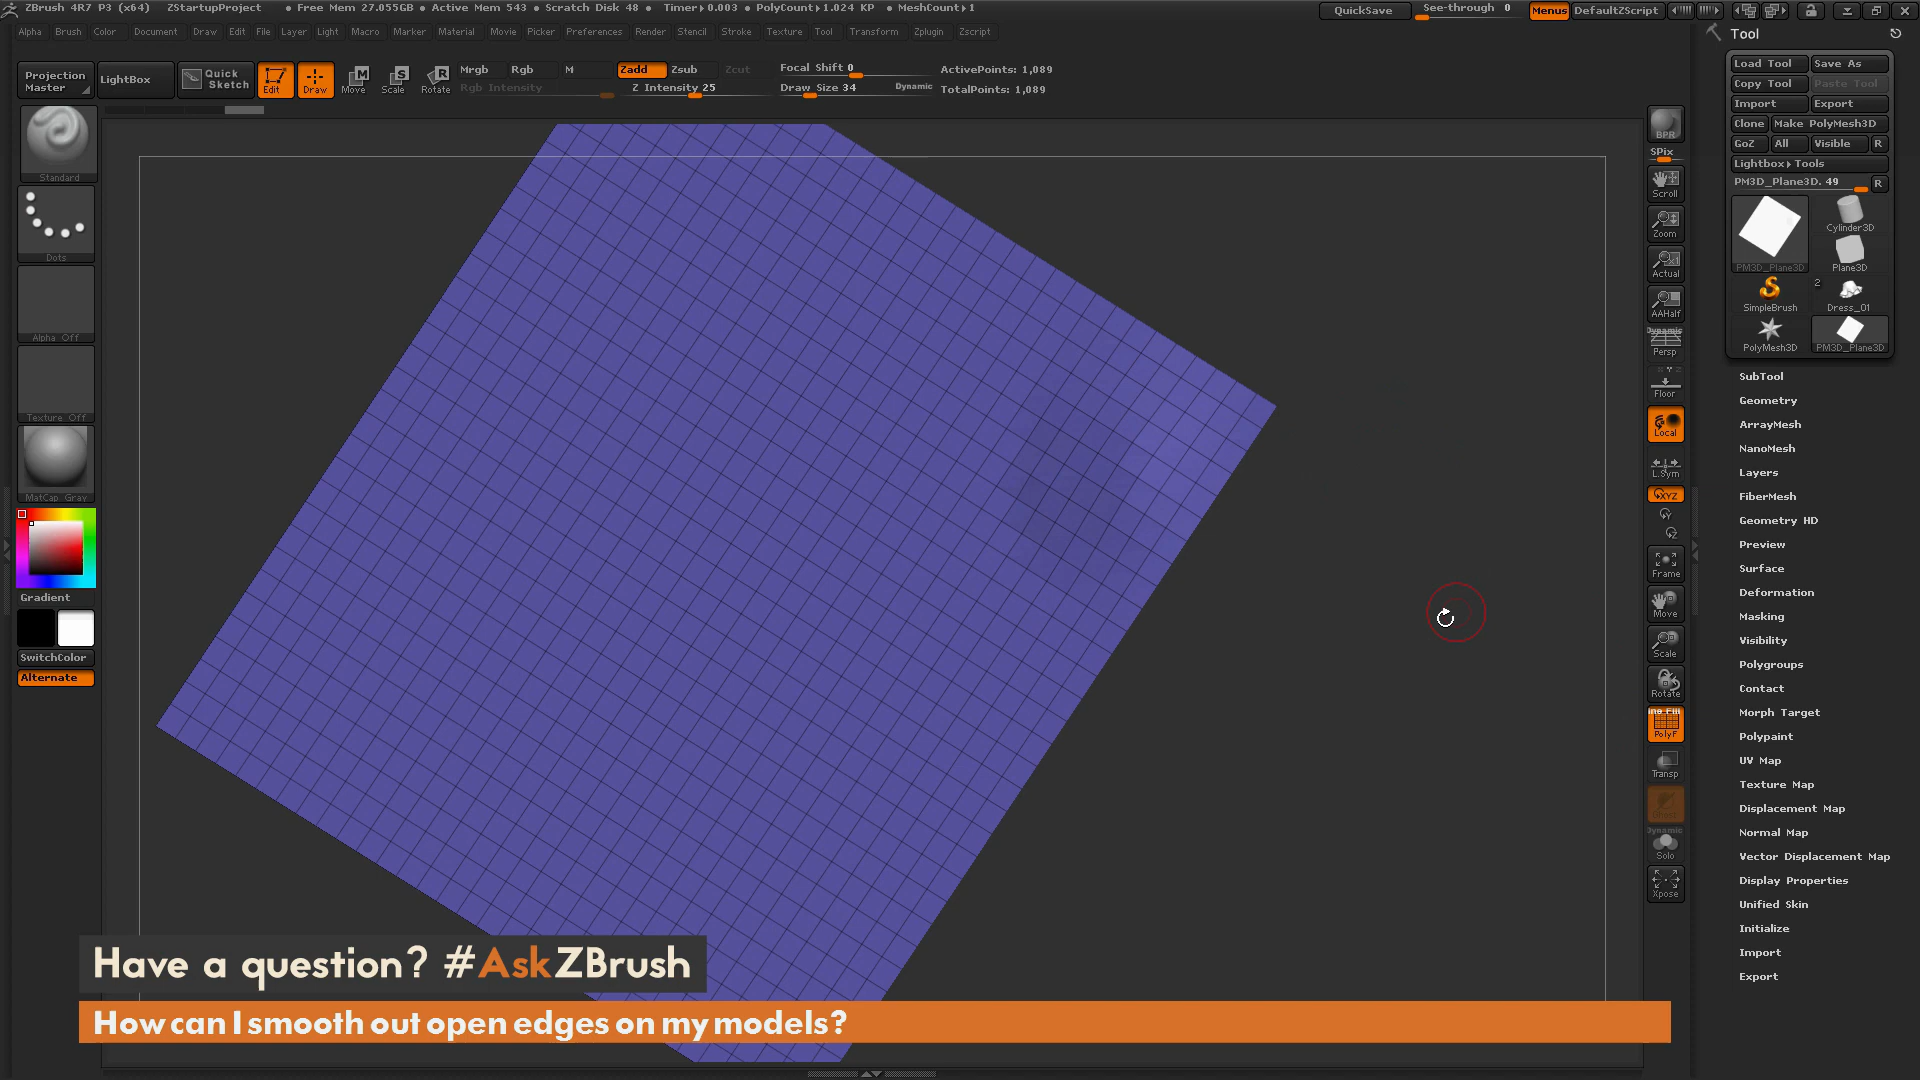 ZBrush 4R7 P3 (x64) ZStartupProject • Free Mem 27.055GB • Active Mem 543 • Scratch Disk 48 • Timer▸0.003 • PolyCount▸1.024 KP • MeshCount▸1 QuickSave See-through 0 Menus DefaultZScript
Alpha Brush Color Document Draw Edit File Layer Light Macro Marker Material Movie Picker Preferences Render Stencil Stroke Texture Tool Transform Zplugin Zscript
Projection Master
LightBox
Quick Sketch
Edit
Draw
Move
Scale
Rotate
Mrgb Rgb M
Rgb Intensity
Zadd Zsub Zcut
Z Intensity 25
Focal Shift 0
Draw Size 34 Dynamic
ActivePoints: 1,089
TotalPoints: 1,089
Standard
Dots
Alpha Off
Texture Off
MatCap Gray
Gradient
SwitchColor
Alternate
BPR
SPix
Scroll
Zoom
Actual
AAHalf
Dynamic
Persp
Floor
Local
L.Sym
XYZ
Frame
Move
Scale
Rotate
PolyF
Transp
Dynamic
Solo
Xpose
Tool
Load Tool Save As
Copy Tool Paste Tool
Import Export
Clone Make PolyMesh3D
GoZ All Visible R
Lightbox▸Tools
PM3D_Plane3D. 49 R
PM3D_Plane3D
Cylinder3D
Plane3D
SimpleBrush
2
Dress_01
PolyMesh3D
PM3D_Plane3D
SubTool
Geometry
ArrayMesh
NanoMesh
Layers
FiberMesh
Geometry HD
Preview
Surface
Deformation
Masking
Visibility
Polygroups
Contact
Morph Target
Polypaint
UV Map
Texture Map
Displacement Map
Normal Map
Vector Displacement Map
Display Properties
Unified Skin
Initialize
Import
Export
Have a question? #AskZBrush
How can I smooth out open edges on my models?